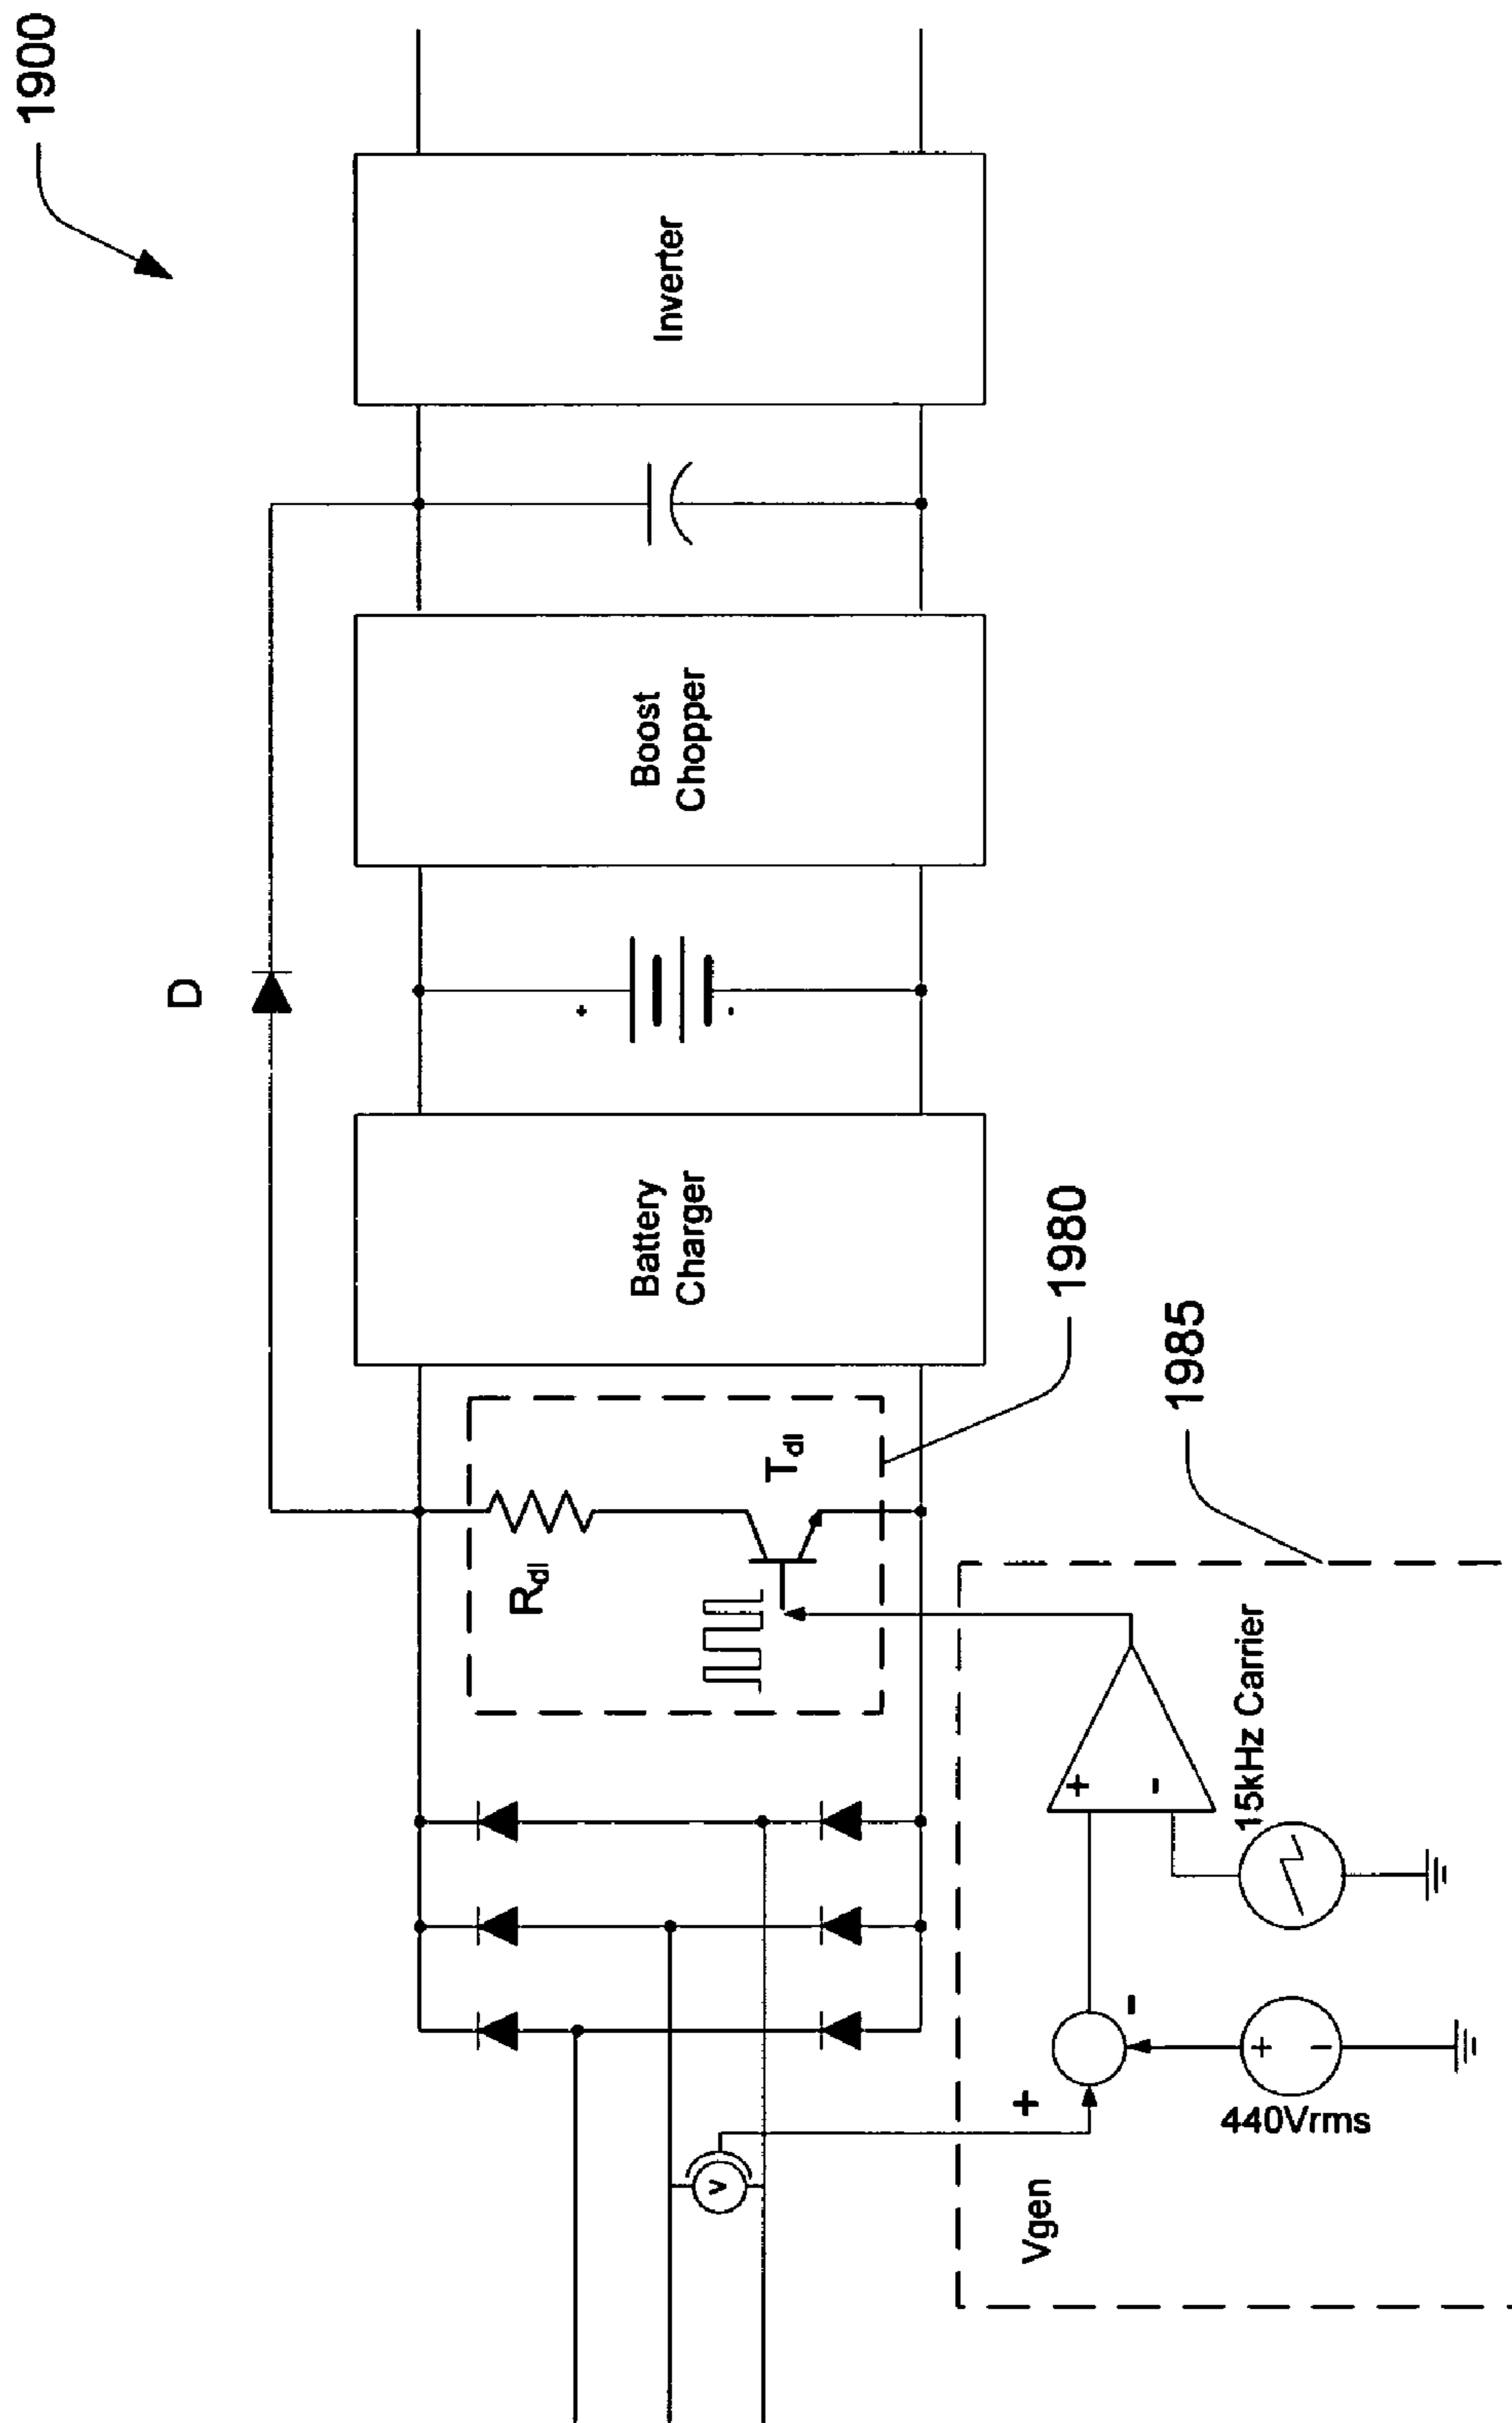 1900
D
Inverter
Boost
Chopper
+
-
Battery
Charger
1980
R_dl
T_dl
1985
15kHz Carrier
+
-
V
+
-
Vgen
+
-
440Vrms